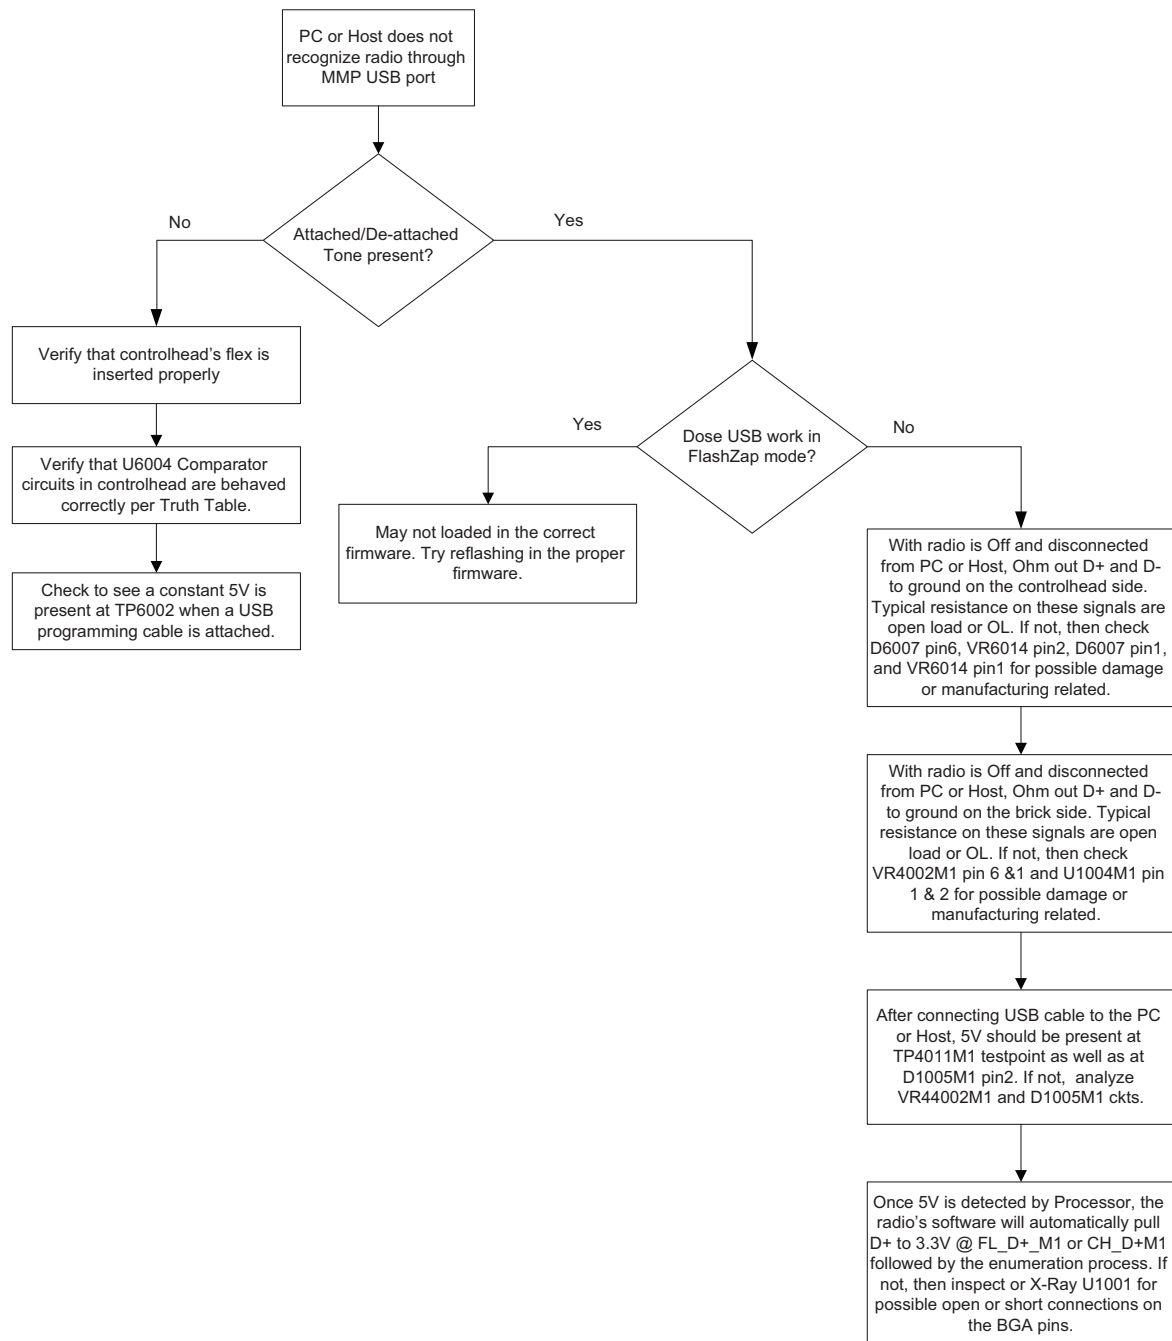 PC or Host does not
recognize radio through
MMP USB port
Attached/De-attached
Tone present?
No
Yes
Verify that controlhead's flex is
inserted properly
Verify that U6004 Comparator
circuits in controlhead are behaved
correctly per Truth Table.
Check to see a constant 5V is
present at TP6002 when a USB
programming cable is attached.
Dose USB work in
FlashZap mode?
Yes
No
May not loaded in the correct
firmware. Try reflashing in the proper
firmware.
With radio is Off and disconnected
from PC or Host, Ohm out D+ and D-
to ground on the controlhead side.
Typical resistance on these signals are
open load or OL. If not, then check
D6007 pin6, VR6014 pin2, D6007 pin1,
and VR6014 pin1 for possible damage
or manufacturing related.
With radio is Off and disconnected
from PC or Host, Ohm out D+ and D-
to ground on the brick side. Typical
resistance on these signals are open
load or OL. If not, then check
VR4002M1 pin 6 &1 and U1004M1 pin
1 & 2 for possible damage or
manufacturing related.
After connecting USB cable to the PC
or Host, 5V should be present at
TP4011M1 testpoint as well as at
D1005M1 pin2. If not, analyze
VR44002M1 and D1005M1 ckts.
Once 5V is detected by Processor, the
radio's software will automatically pull
D+ to 3.3V @ FL_D+_M1 or CH_D+M1
followed by the enumeration process. If
not, then inspect or X-Ray U1001 for
possible open or short connections on
the BGA pins.